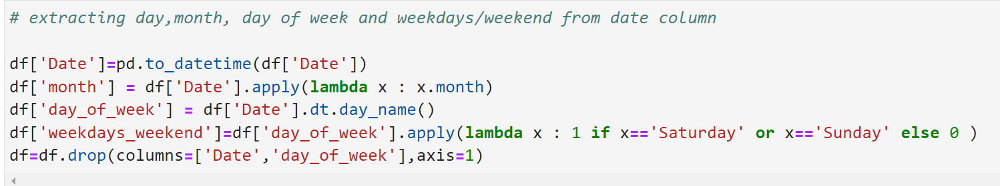 # extracting day,month, day of week and weekdays/weekend from date column
df['Date']=pd.to_datetime(df['Date'])
df['month'] = df['Date'].apply(lambda x : x.month)
df['day_of_week'] = df['Date'].dt.day_name()
df['weekdays_weekend']=df['day_of_week'].apply(lambda x : 1 if x=='Saturday' or x=='Sunday' else 0 )
df=df.drop(columns=['Date','day_of_week'],axis=1)